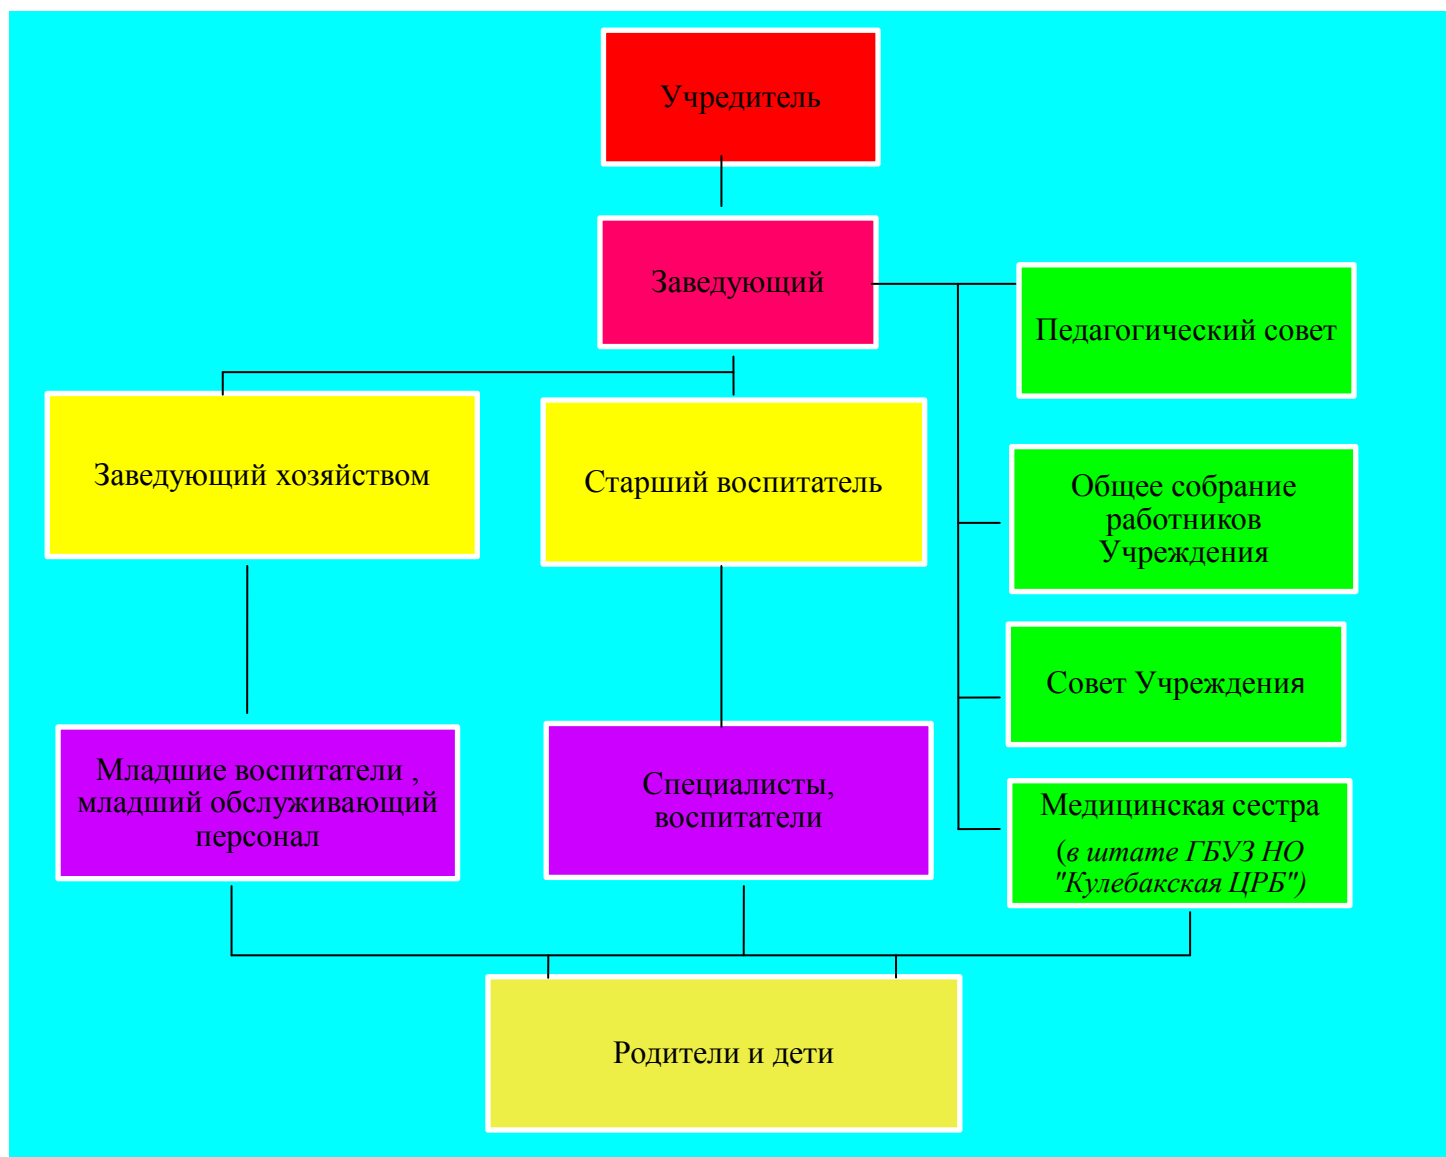 Учредитель
Заведующий
Педагогический совет
Заведующий хозяйством
Старший воспитатель
Общее собрание
работников
Учреждения
Совет Учреждения
Младшие воспитатели ,
младший обслуживающий
персонал
Специалисты,
воспитатели
Медицинская сестра
(в штате ГБУЗ НО
"Кулебакская ЦРБ")
Родители и дети